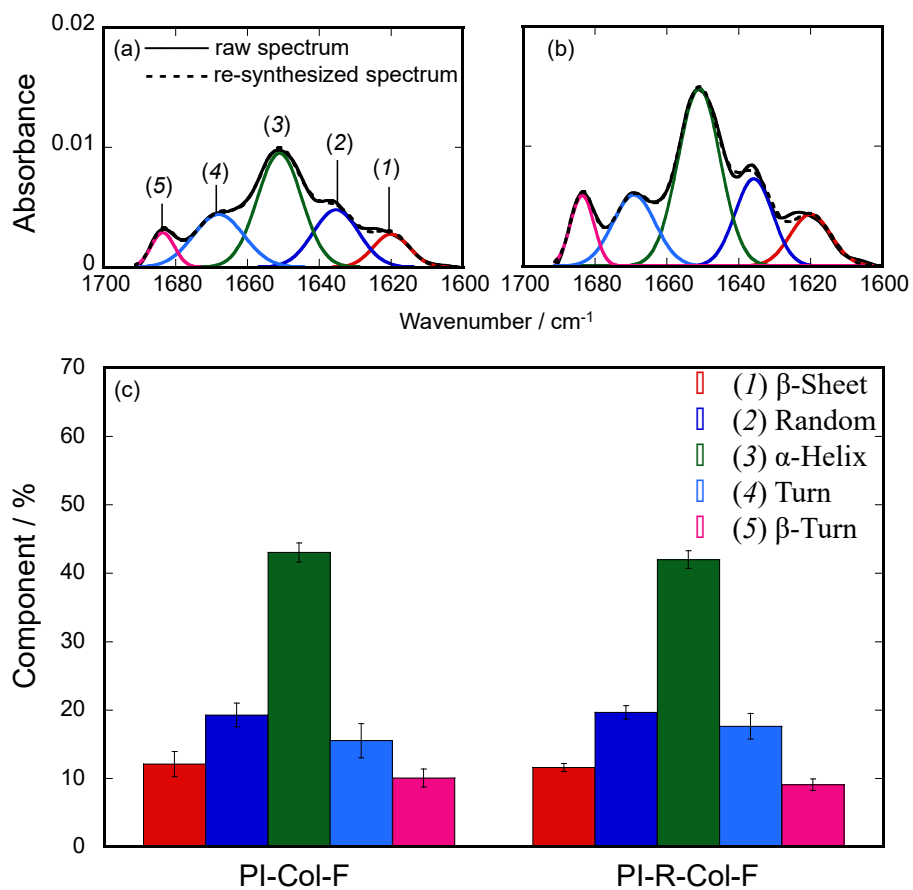 0.02
0.01
0
Absorbance
(a)
raw spectrum
re-synthesized spectrum
(3)
(2)
(1)
(4)
(5)
1700
1680
1660
1640
1620
1600
(b)
1700
1680
1660
1640
1620
1600
Wavenumber / cm-1
(c)
70
60
50
40
30
20
10
0
Component / %
(1) β-Sheet
(2) Random
(3) α-Helix
(4) Turn
(5) β-Turn
PI-Col-F
PI-R-Col-F